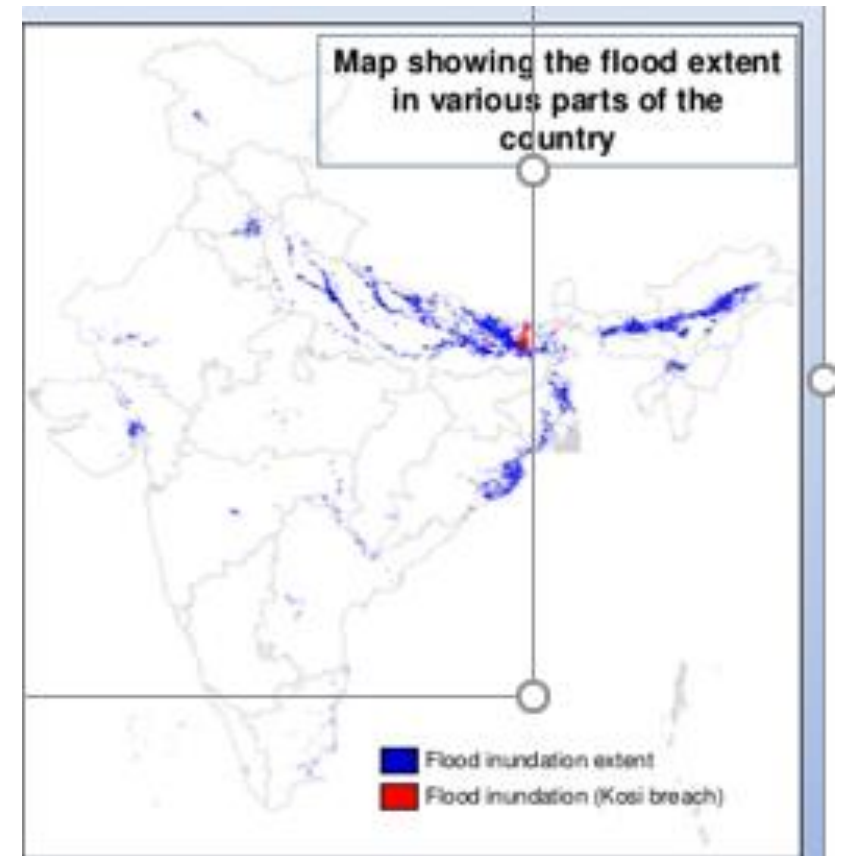 Map showing the flood extent
in various parts of the
country
Flood inundation extent
Flood inundation (Kosi breach)